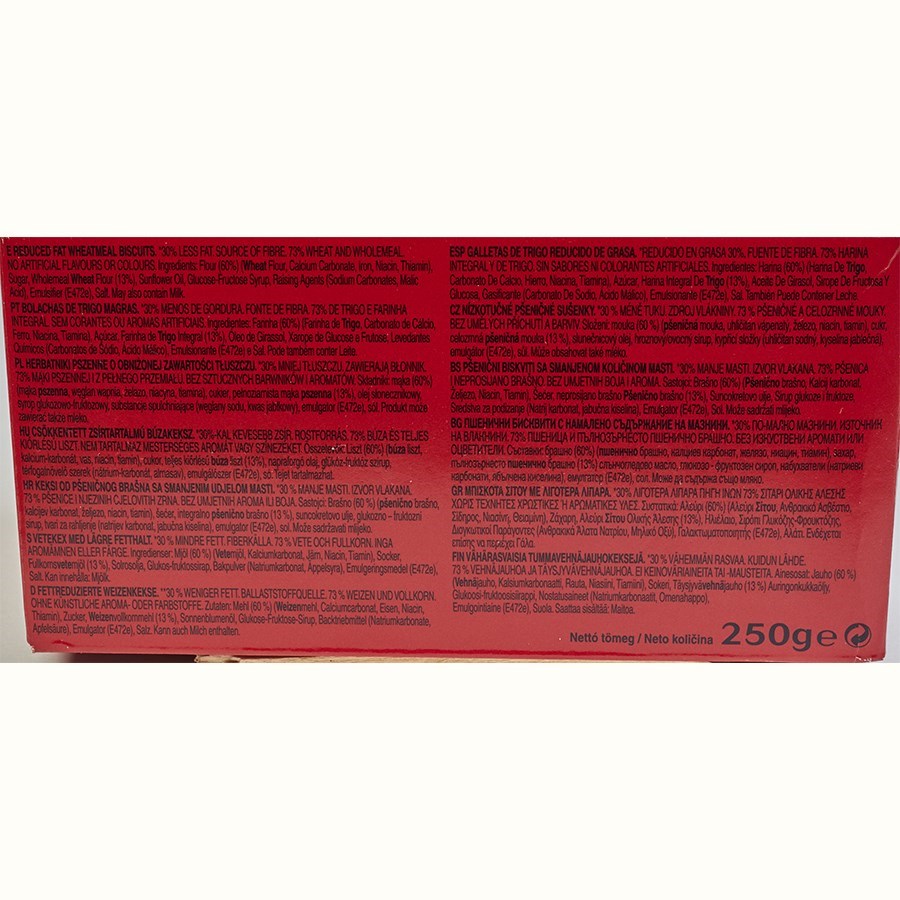 E REDUCED FAT WHEATMEAL BISCUITS. *30% LESS FAT SOURCE OF FIBRE. 73% WHEAT AND WHOLEMEAL.
NO ARTIFICIAL FLAVOURS OR COLOURS. Ingredients: Flour (60%) (Wheat Flour, Calcium Carbonate, Iron, Niacin, Thiamin),
Sugar, Wholemeal Wheat Flour (13%), Sunflower Oil, Glucose-Fructose Syrup, Raising Agents (Sodium Carbonates, Malic
Acid), Emulsifier (E472e), Salt. May also contain Milk.
PT BOLACHAS DE TRIGO MAGRAS. *30% MENOS DE GORDURA. FONTE DE FIBRA. 73% DE TRIGO E FARINHA
INTEGRAL. SEM CORANTES OU AROMAS ARTIFICIAIS. Ingredientes: Farinha (60%) (Farinha de Trigo, Carbonato de Cálcio,
Ferro, Niacina, Tiamina), Açúcar, Farinha de Trigo Integral (13%), Óleo de Girassol, Xarope de Glucose e Frutose, Levedantes
Químicos (Carbonatos de Sódio, Ácido Málico), Emulsionante (E472e) e Sal. Pode também conter Leite.
PL HERBATNIKI PSZENNE O OBNIŻONEJ ZAWARTOŚCI TŁUSZCZU. *30% MNIEJ TŁUSZCZU, ZAWIERAJĄ BŁONNIK.
73% MĄKI PSZENNEJ I Z PEŁNEGO PRZEMIAŁU. BEZ SZTUCZNYCH BARWNIKÓW I AROMATÓW. Składniki: mąka (60%)
(mąka pszenna, węglan wapnia, żelazo, niacyna, tiamina), cukier, pełnoziarnista mąka pszenna (13%), olej słonecznikowy,
syrop glukozowo-fruktozowy, substancje spulchniające (węglany sodu, kwas jabłkowy), emulgator (E472e), sól. Produkt może
zawierać także mleko.
HU CSÖKKENTETT ZSÍRTARTALMÚ BÚZAKEKSZ. *30%-KAL KEVESEBB ZSÍR. ROSTFORRÁS. 73% BÚZA ÉS TELJES
KIŐRLÉSŰ LISZT. NEM TARTALMAZ MESTERSÉGES AROMÁT VAGY SZÍNEZÉKET. Összetevők: Liszt (60%) (búza liszt,
kalcium-karbonát, vas, niacin, tiamin), cukor, teljes kiőrlésű búza liszt (13%), napraforgó olaj, glükóz-fruktóz szirup,
térfogatnövelő szerek (nátrium-karbonát, almasav), emulgeálószer (E472e), só. Tejet tartalmazhat.
HR KEKSI OD PŠENIČNOG BRAŠNA SA SMANJENIM UDJELOM MASTI. *30 % MANJE MASTI. IZVOR VLAKANA.
73 % PŠENICE I NJEZINIH CJELOVITIH ZRNA. BEZ UMJETNIH AROMA ILI BOJA. Sastojci: Brašno (60 %) (pšenično brašno,
kalcijev karbonat, željezo, niacin, tiamin), šećer, integralno pšenično brašno (13 %), suncokretovo ulje, glukozno - fruktozni
sirup, tvari za rahljenje (natrijev karbonat, jabučna kiselina), emulgator (E472e), sol. Može sadržavati mlijeko.
S VETEKEX MED LÄGRE FETTHALT. *30 % MINDRE FETT. FIBERKÄLLA. 73 % VETE OCH FULLKORN. INGA
AROMÄMNEN ELLER FÄRGE. Ingredienser: Mjöl (60 %) (Vetemjöl, Kalciumkarbonat, Järn, Niacin, Tiamin), Socker,
Fullkornsvetemjöl (13 %), Solrosolja, Glukos-fruktossirap, Bakpulver (Natriumkarbonat, Äppelsyra), Emulgeringsmedel (E472e),
Salt. Kan innehålla: Mjölk.
D FETTREDUZIERTE WEIZENKEKSE. **30 % WENIGER FETT. BALLASTSTOFFQUELLE. 73 % WEIZEN UND VOLLKORN.
OHNE KÜNSTLICHE AROMA- ODER FARBSTOFFE. Zutaten: Mehl (60 %) (Weizenmehl, Calciumcarbonat, Eisen, Niacin,
Thiamin), Zucker, Weizenvollkornmehl (13 %), Sonnenblumenöl, Glukose-Fruktose-Sirup, Backtriebmittel (Natriumkarbonate,
Apfelsäure), Emulgator (E472e), Salz. Kann auch Milch enthalten.
ESP GALLETAS DE TRIGO REDUCIDO DE GRASA. *REDUCIDO EN GRASA 30%. FUENTE DE FIBRA. 73% HARINA
INTEGRAL Y DE TRIGO. SIN SABORES NI COLORANTES ARTIFICIALES. Ingredientes: Harina (60%) (Harina De Trigo,
Carbonato De Calcio, Hierro, Niacina, Tiamina), Azúcar, Harina Integral De Trigo (13%), Aceite De Girasol, Sirope De Fructosa Y
Glucosa, Gasificante (Carbonato De Sodio, Ácido Málico), Emulsionante (E472e), Sal. También Puede Contener Leche
CZ NÍZKOTUČNÉ PŠENIČNÉ SUŠENKY. *30% MÉNĚ TUKU. ZDROJ VLÁKNINY. 73% PŠENIČNÉ A CELOZRNNÉ MOUKY.
BEZ UMĚLÝCH PŘÍCHUTÍ A BARVIV. Složení: mouka (60 %) (pšeničná mouka, uhličitan vápenatý, železo, niacin, tiamin), cukr,
celozrnná pšeničná mouka (13 %), slunečnicový olej, hroznovýovocný sirup, kypřící složky (uhličitan sodný, kyselina jablečná),
emulgátor (E472e), sůl. Může obsahovat také mléko.
BS PŠENIČNI BISKVITI SA SMANJENOM KOLIČINOM MASTI. *30% MANJE MASTI. IZVOR VLAKANA. 73% PŠENICA
I NEPROSIJANO BRAŠNO. BEZ UMJETNIH BOJA I AROMA. Sastojci: Brašno (60%) (Pšenično Brašno, Kalcij karbonat,
Željezo, Niacin, Tiamin), Šećer, neprosijano Pšenično brašno (13%), Suncokretovo ulje, Sirup glukoze i fruktoze.
Sredstva za podizanje (Natrij karbonat, jabučna kiselina), Emulgator (E472e), Sol. Može sadržati mlijeko.
BG ПШЕНИЧНИ БИСКВИТИ С НАМАЛЕНО СЪДЪРЖАНИЕ НА МАЗНИНИ. *30% ПО-МАЛКО МАЗНИНИ. ИЗТОЧНИК
НА ВЛАКНИНИ. 73% ПШЕНИЦА И ПЪЛНОЗЪРНЕСТО ПШЕНИЧНО БРАШНО. БЕЗ ИЗКУСТВЕНИ АРОМАТИ ИЛИ
ОЦВЕТИТЕЛИ. Съставки: брашно (60%) (пшенично брашно, калциев карбонат, желязо, ниацин, тиамин), захар,
пълнозърнесто пшенично брашно (13%) слънчогледово масло, глюкозо - фруктозен сироп, набухватели (натриеви
карбонати, ябълчена киселина), емулгатор (E472e), сол. Може да съдържа също мляко.
GR ΜΠΙΣΚΟΤΑ ΣΙΤΟΥ ΜΕ ΛΙΓΟΤΕΡΑ ΛΙΠΑΡΑ. *30% ΛΙΓΟΤΕΡΑ ΛΙΠΑΡΑ ΠΗΓΗ ΙΝΩΝ 73% ΣΙΤΑΡΙ ΟΛΙΚΗΣ ΑΛΕΣΗΣ
ΧΩΡΙΣ ΤΕΧΝΗΤΕΣ ΧΡΩΣΤΙΚΕΣ Ή ΑΡΩΜΑΤΙΚΕΣ ΥΛΕΣ. Συστατικά: Αλεύρι (60%) (Αλεύρι Σίτου, Ανθρακικό Ασβέστιο,
Σίδηρος, Νιασίνη, Θειαμίνη), Ζάχαρη, Αλεύρι Σίτου Ολικής Άλεσης (13%), Ηλιέλαιο, Σιρόπι Γλυκόζης-Φρουκτόζης,
Διογκωτικοί Παράγοντες (Ανθρακικά Άλατα Νατρίου, Μηλικό Οξύ), Γαλακτωματοποιητής (E472e), Αλάτι. Ενδέχεται
επίσης να περιέχει Γάλα.
FIN VÄHÄRASVAISIA TUMMAVEHNÄJAUHOKEKSEJÄ. *30 % VÄHEMMÄN RASVAA. KUIDUN LÄHDE.
73 % VEHNÄJAUHOA JA TÄYSJYVÄVEHNÄJAUHOA. EI KEINOVÄRIAINEITA TAI -MAUSTEITA. Ainesosat: Jauho (60 %)
(Vehnäjauho, Kalsiumkarbonaatti, Rauta, Niasiini, Tiamiini), Sokeri, Täysjyvävehnäjauho (13 %) Auringonkukkaöljy,
Glukoosi-fruktoosisiirappi, Nostatusaineet (Natriumkarbonaatit, Omenahappo),
Emulgointiaine (E472e), Suola. Saattaa sisältää: Maitoa.
Nettó tömeg / Neto količina 250g℮